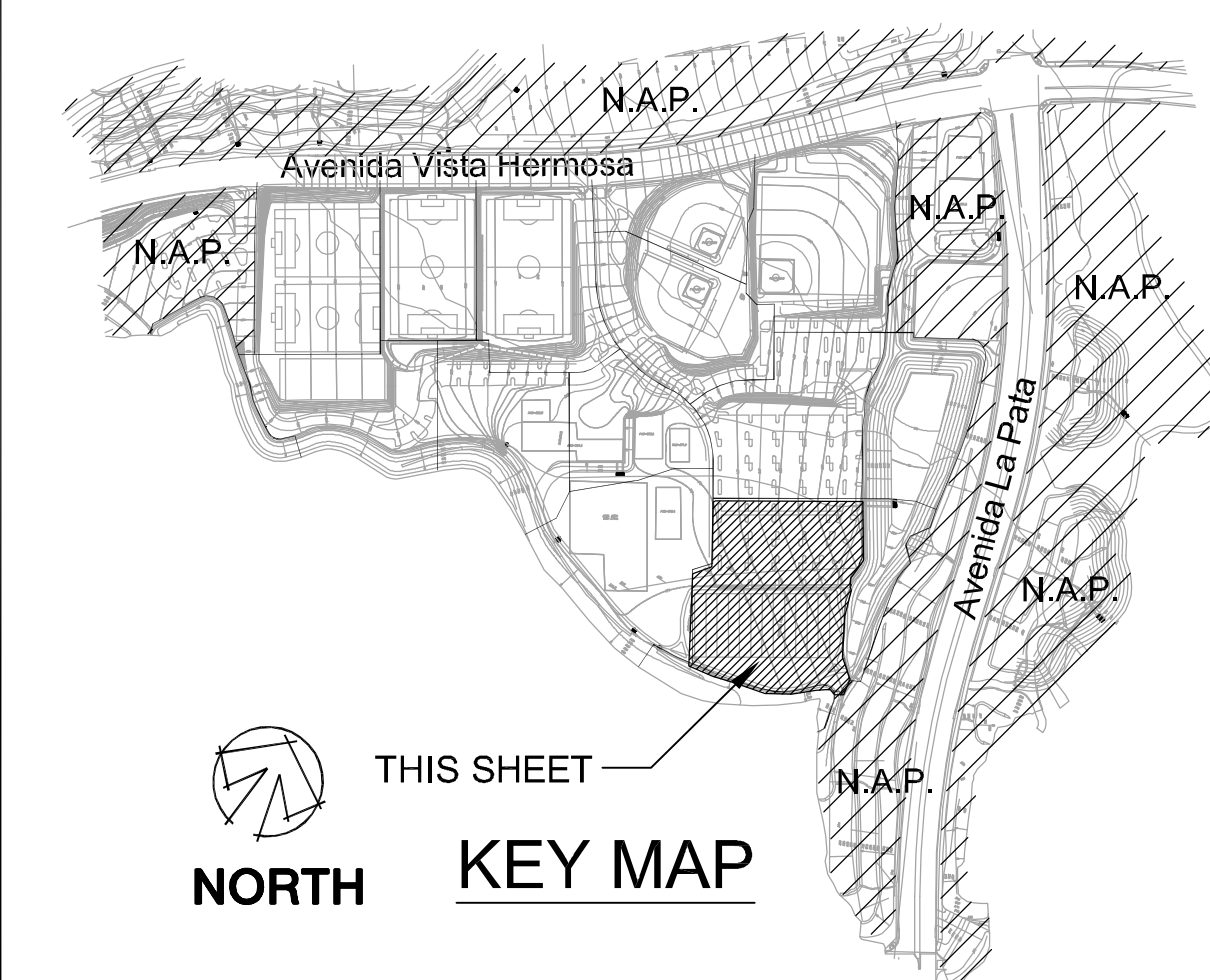 N.A.P.
Avenida Vista Hermosa
N.A.P.
N.A.P.
N.A.P.
Avenida La Pata
N.A.P.
THIS SHEET
N.A.P.
KEY MAP
NORTH